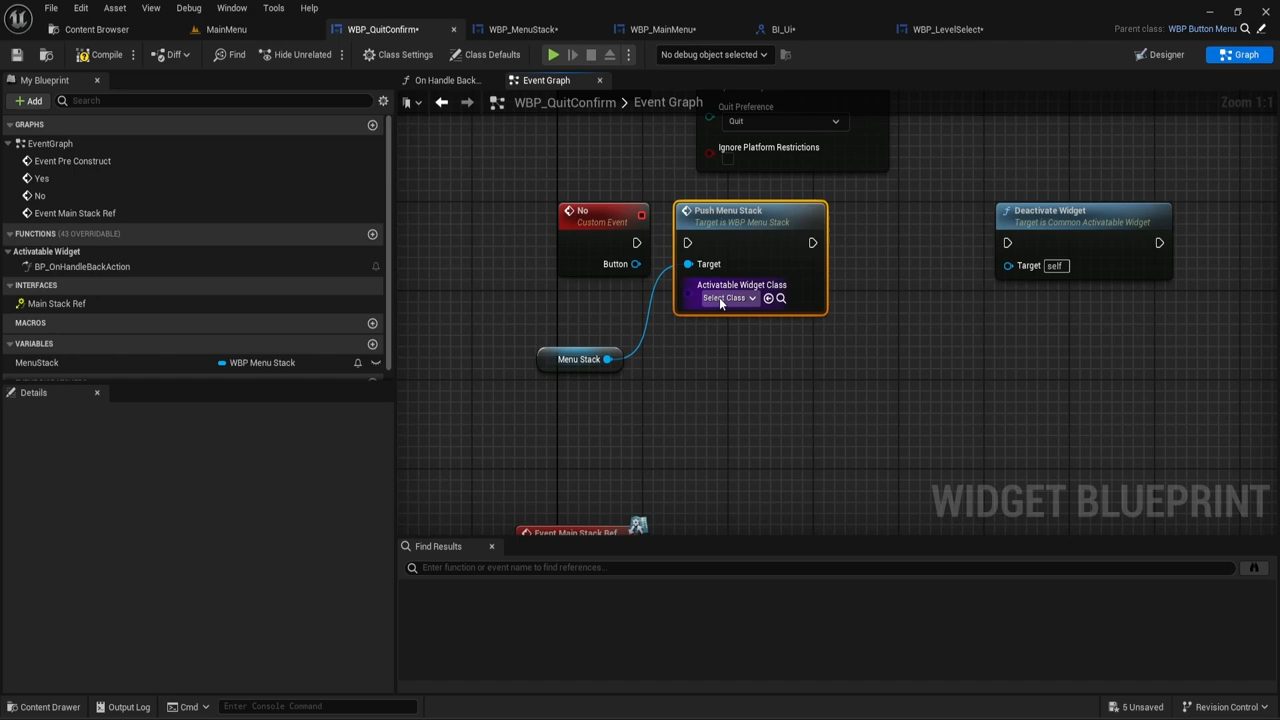 File Edit Asset View Debug Window Tools Help
Content Browser MainMenu WBP_QuitConfirm* WBP_MenuStack* WBP_MainMenu* BI_Ui* WBP_LevelSelect* Parent class: WBP Button Menu
Compile Diff Find Hide Unrelated Class Settings Class Defaults No debug object selected Designer Graph
My Blueprint On Handle Back... Event Graph
Add Search WBP_QuitConfirm Event Graph Zoom 1:1
Quit Preference
Quit
Ignore Platform Restrictions
GRAPHS
EventGraph
Event Pre Construct
Yes
No
Event Main Stack Ref
FUNCTIONS (43 OVERRIDABLE)
Activatable Widget
BP_OnHandleBackAction
INTERFACES
Main Stack Ref
MACROS
VARIABLES
MenuStack WBP Menu Stack
Details
No
Custom Event
Button
Push Menu Stack
Target is WBP Menu Stack
Target
Activatable Widget Class
Select Class
Deactivate Widget
Target is Common Activatable Widget
Target self
Menu Stack
WIDGET BLUEPRINT
Event Main Stack Ref
Find Results
Enter function or event name to find references...
Content Drawer Output Log Cmd Enter Console Command 5 Unsaved Revision Control